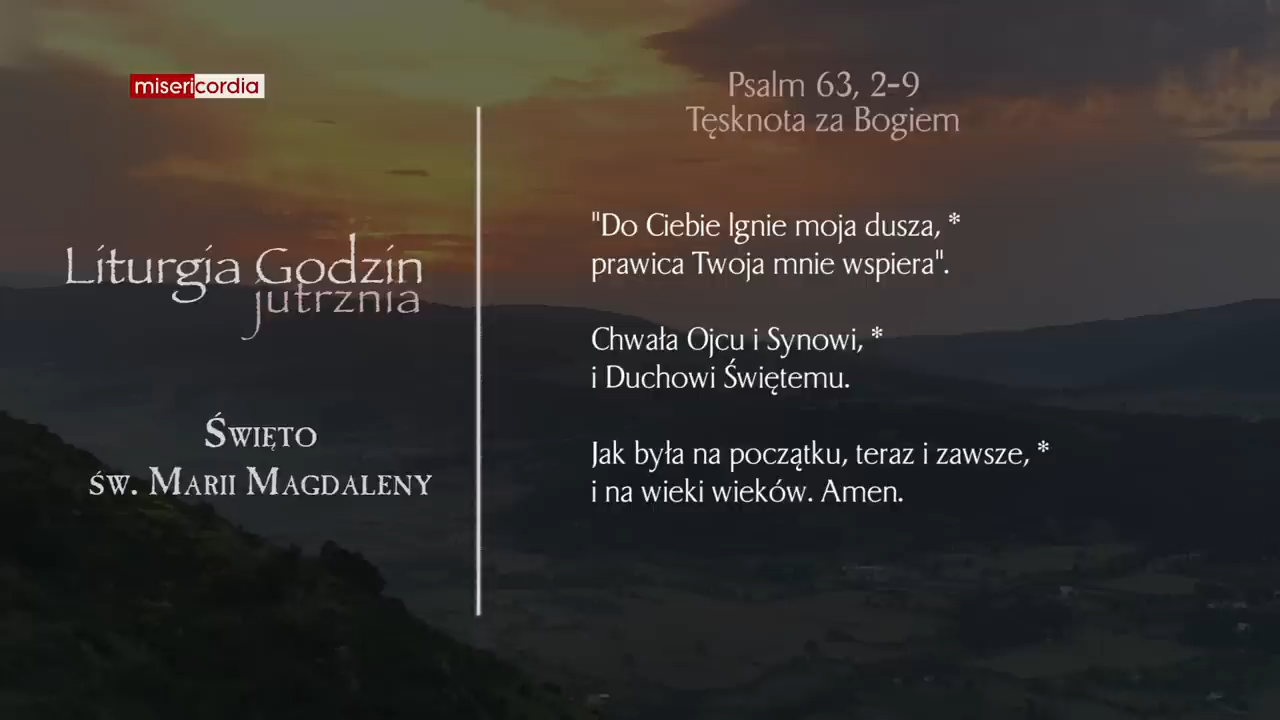 misericordia
Liturgia Godzin
jutrznia
Święto
św. Marii Magdaleny
Psalm 63, 2-9
Tęsknota za Bogiem
"Do Ciebie lgnie moja dusza, *
prawica Twoja mnie wspiera".
Chwała Ojcu i Synowi, *
i Duchowi Świętemu.
Jak była na początku, teraz i zawsze, *
i na wieki wieków. Amen.